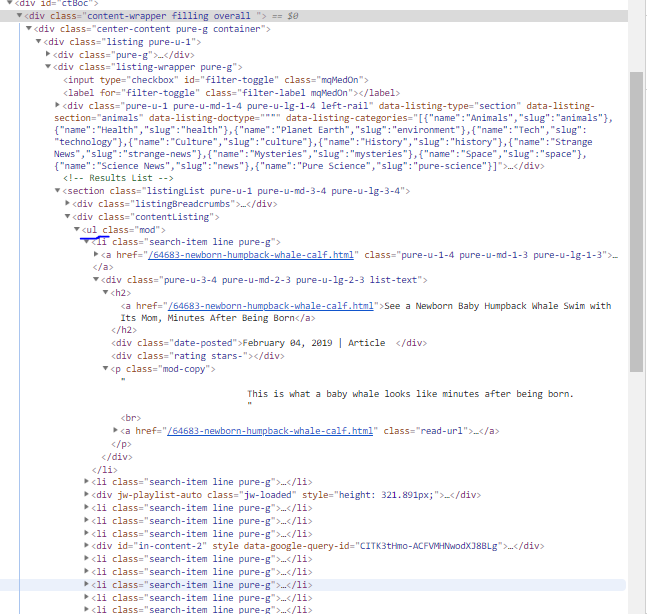 <div id="ctBoc">
<div class="content-wrapper filling overall "> == $0
<div class="center-content pure-g container">
<div class="listing pure-u-1">
<div class="pure-g">…</div>
<div class="listing-wrapper pure-g">
<input type="checkbox" id="filter-toggle" class="mqMedOn">
<label for="filter-toggle" class="filter-label mqMedOn"></label>
<div class="pure-u-1 pure-u-md-1-4 pure-u-lg-1-4 left-rail" data-listing-type="section" data-listing-
section="animals" data-listing-doctype="""" data-listing-categories="[{"name":"Animals","slug":"animals"},
{"name":"Health","slug":"health"},{"name":"Planet Earth","slug":"environment"},{"name":"Tech","slug":
"technology"},{"name":"Culture","slug":"culture"},{"name":"History","slug":"history"},{"name":"Strange
News","slug":"strange-news"},{"name":"Mysteries","slug":"mysteries"},{"name":"Space","slug":"space"},
{"name":"Science News","slug":"news"},{"name":"Pure Science","slug":"pure-science"}]">…</div>
<!-- Results List -->
<section class="listingList pure-u-1 pure-u-md-3-4 pure-u-lg-3-4">
<div class="listingBreadcrumbs">…</div>
<div class="contentListing">
<ul class="mod">
<li class="search-item line pure-g">
<a href="/64683-newborn-humpback-whale-calf.html" class="pure-u-1-4 pure-u-md-1-3 pure-u-lg-1-3">…
</a>
<div class="pure-u-3-4 pure-u-md-2-3 pure-u-lg-2-3 list-text">
<h2>
<a href="/64683-newborn-humpback-whale-calf.html">See a Newborn Baby Humpback Whale Swim with
Its Mom, Minutes After Being Born</a>
</h2>
<div class="date-posted">February 04, 2019 | Article  </div>
<div class="rating stars-"></div>
<p class="mod-copy">
"
This is what a baby whale looks like minutes after being born.
"
<br>
<a href="/64683-newborn-humpback-whale-calf.html" class="read-url">…</a>
</p>
</div>
</li>
<li class="search-item line pure-g">…</li>
<div jw-playlist-auto class="jw-loaded" style="height: 321.891px;">…</div>
<li class="search-item line pure-g">…</li>
<li class="search-item line pure-g">…</li>
<li class="search-item line pure-g">…</li>
<div id="in-content-2" style data-google-query-id="CITK3tHmo-ACFVMHNwodXJ8BLg">…</div>
<li class="search-item line pure-g">…</li>
<li class="search-item line pure-g">…</li>
<li class="search-item line pure-g">…</li>
<li class="search-item line pure-g">…</li>
<li class="search-item line pure-g">…</li>